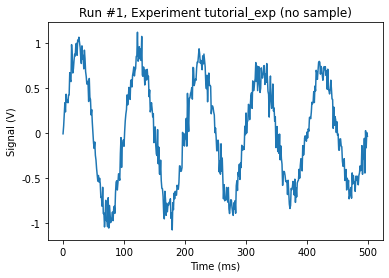 Run #1, Experiment tutorial_exp (no sample)
1
0.5
0
-0.5
-1
Signal (V)
0 100 200 300 400 500
Time (ms)